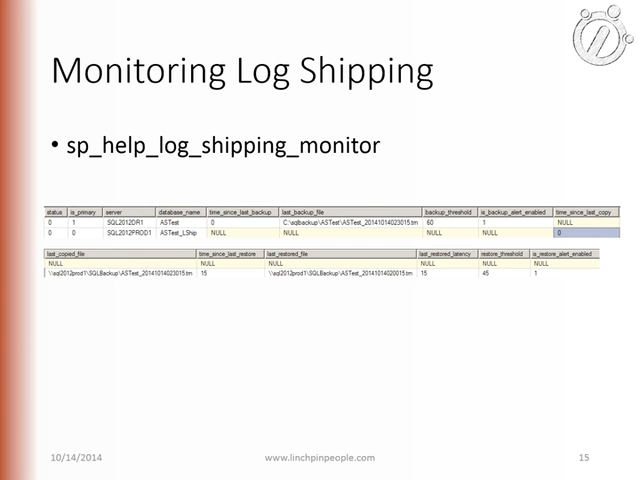 Monitoring Log Shipping
• sp_help_log_shipping_monitor
status is_primary server database_name time_since_last_backup last_backup_file backup_threshold is_backup_alert_enabled time_since_last_copy
0 1 SQL2012DR1 ASTest 0 C:\sqlbackup\ASTest\ASTest_20141014023015.trn 60 1 NULL
0 0 SQL2012PROD1 ASTest_LShip NULL NULL NULL NULL 0
last_copied_file time_since_last_restore last_restored_file last_restored_latency restore_threshold is_restore_alert_enabled
NULL NULL NULL NULL NULL NULL
\\sql2012prod1\SQLBackup\ASTest_20141014023015.trn 15 \\sql2012prod1\SQLBackup\ASTest_20141014020015.trn 15 45 1
10/14/2014 www.linchpinpeople.com 15